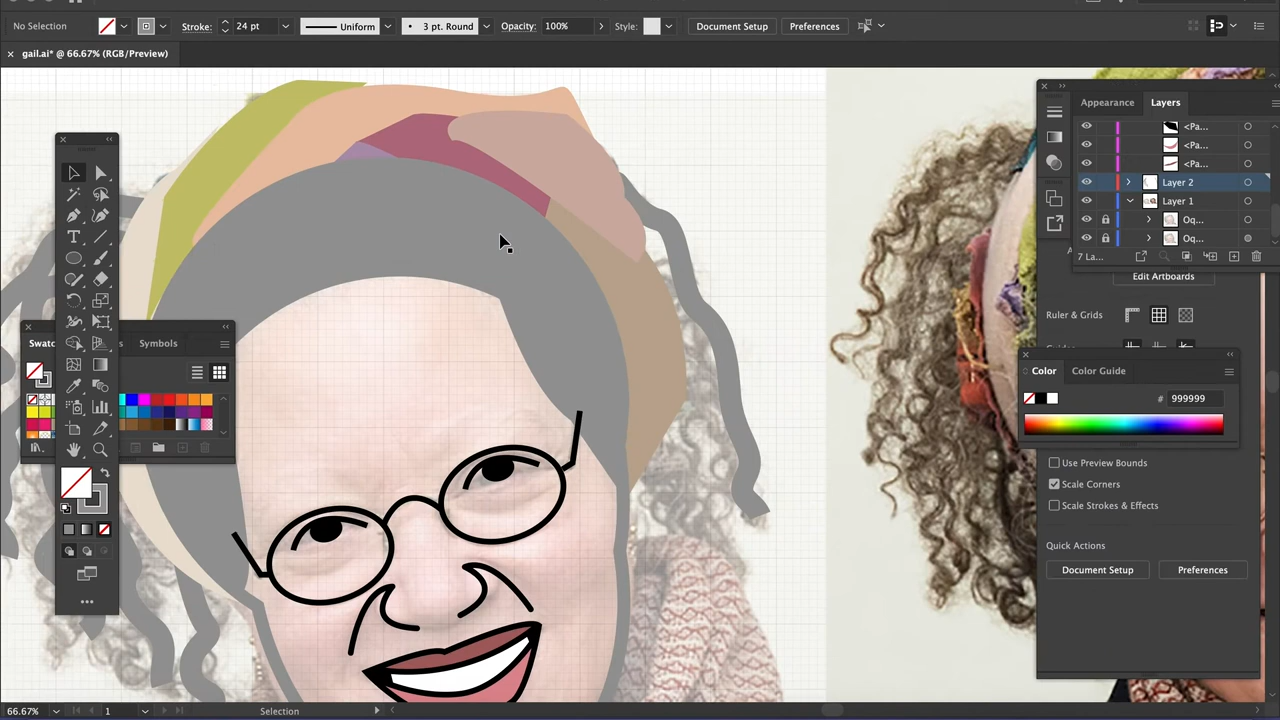 No Selection Stroke: 24 pt Uniform 3 pt. Round Opacity: 100% Style: Document Setup Preferences
gail.ai* @ 66.67% (RGB/Preview)
Appearance Layers
<Pa...
<Pa...
<Pa...
Layer 2
Layer 1
Oq...
Oq...
7 La...
Edit Artboards
Ruler & Grids
Swatc s Symbols
Color Color Guide
# 999999
Use Preview Bounds
Scale Corners
Scale Strokes & Effects
Quick Actions
Document Setup Preferences
66.67% 1 Selection